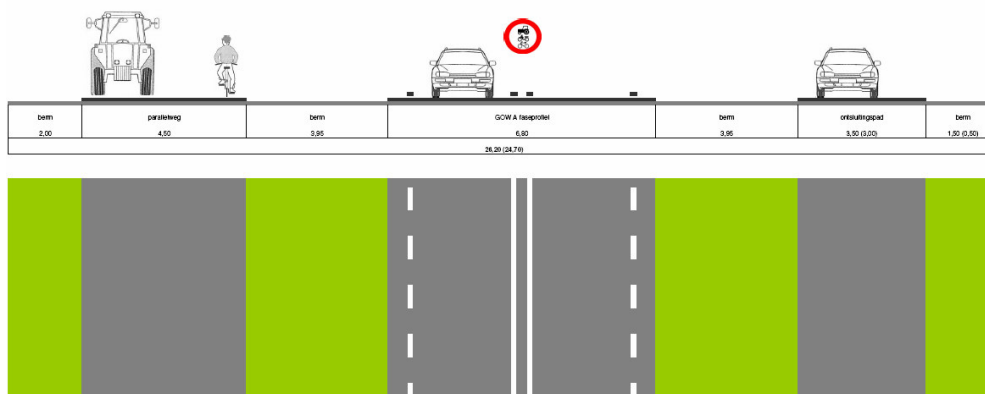 berm parallelweg berm GOW A faseprofiel berm ontsluitingspad berm
2,00 4,50 3,95 6,80 3,95 3,50 (3,00) 1,50 (0,50)
26,20 (24,70)